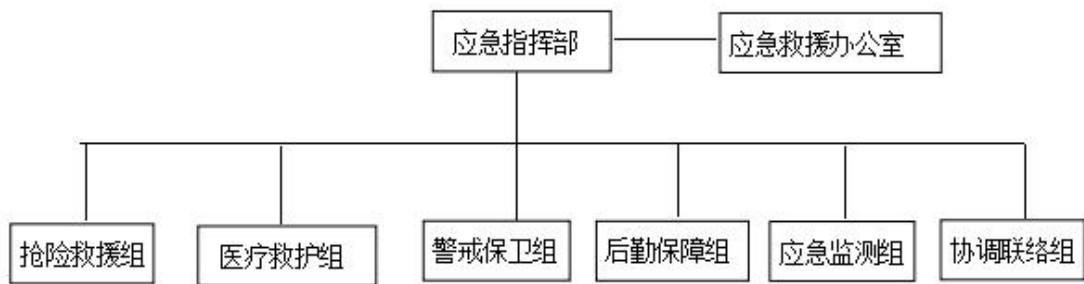 应急指挥部
应急救援办公室
抢险救援组
医疗救护组
警戒保卫组
后勤保障组
应急监测组
协调联络组